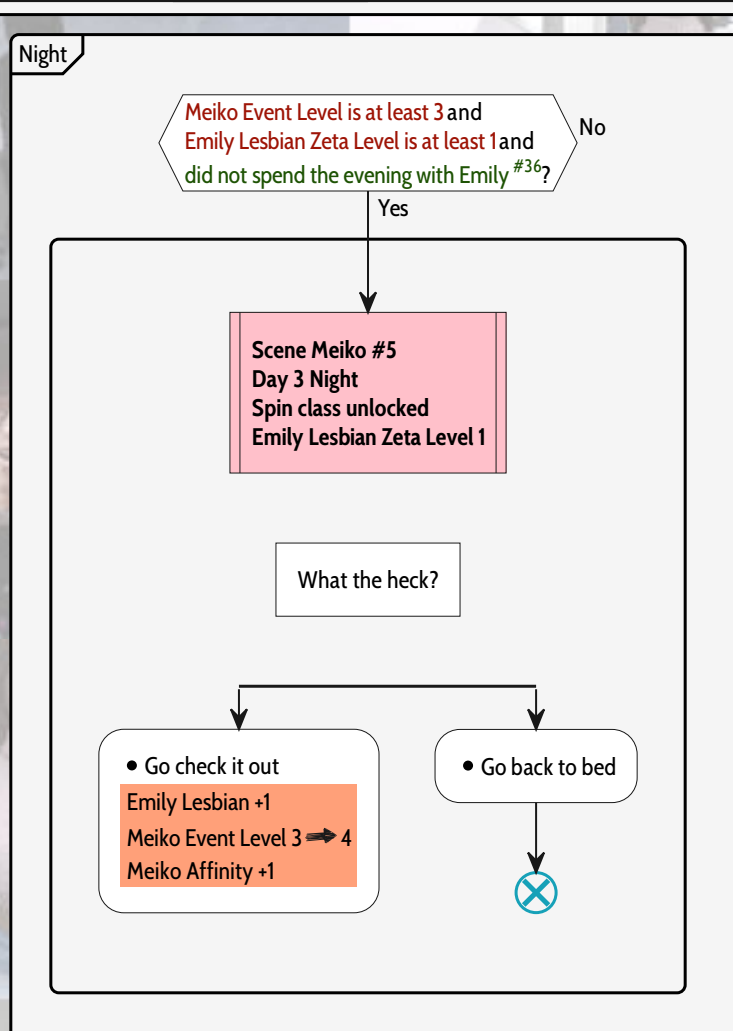 Night
Meiko Event Level is at least 3 and
Emily Lesbian Zeta Level is at least 1 and
did not spend the evening with Emily #36?
No
Yes
Scene Meiko #5
Day 3 Night
Spin class unlocked
Emily Lesbian Zeta Level 1
What the heck?
• Go check it out
Emily Lesbian +1
Meiko Event Level 3 ➡ 4
Meiko Affinity +1
• Go back to bed